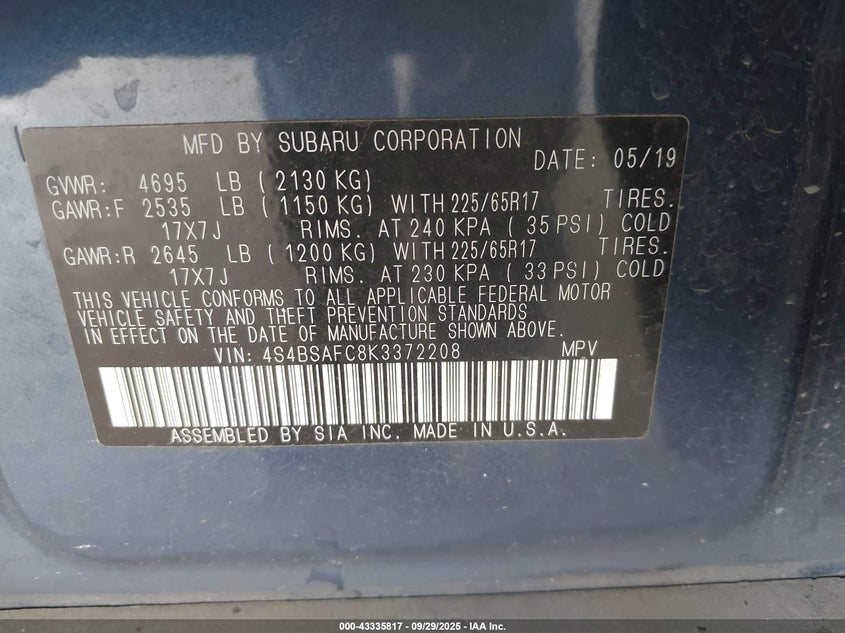 MFD BY SUBARU CORPORATION
DATE: 05/19
GVWR: 4695 LB ( 2130 KG)
GAWR:F 2535 LB ( 1150 KG) WITH 225/65R17 TIRES.
17X7J RIMS. AT 240 KPA ( 35 PSI) COLD
GAWR:R 2645 LB ( 1200 KG) WITH 225/65R17 TIRES.
17X7J RIMS. AT 230 KPA ( 33 PSI) COLD
THIS VEHICLE CONFORMS TO ALL APPLICABLE FEDERAL MOTOR
VEHICLE SAFETY AND THEFT PREVENTION STANDARDS
IN EFFECT ON THE DATE OF MANUFACTURE SHOWN ABOVE.
VIN: 4S4BSAFC8K3372208 MPV
ASSEMBLED BY SIA INC. MADE IN U.S.A.
000-43335817 - 09/29/2025 - IAA Inc.